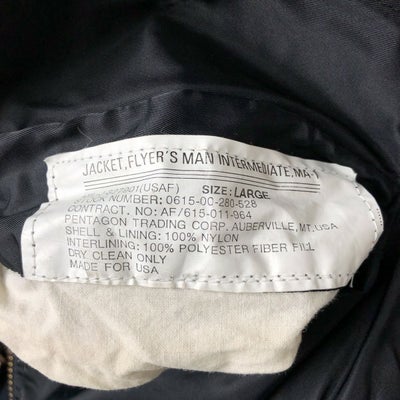 JACKET,FLYER'S MAN INTERMEDIATE,MA-1
(USAF) SIZE: LARGE
STOCK NUMBER: 0615-00-280-528
CONTRACT. NO: AF/615-011-964
PENTAGON TRADING CORP. AUBERVILLE, MT.USA
SHELL & LINING: 100% NYLON
INTERLINING: 100% POLYESTER FIBER FILL
DRY CLEAN ONLY
MADE FOR USA